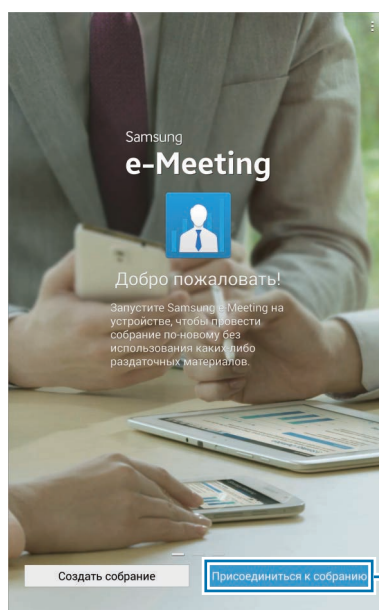 Samsung
e-Meeting
Добро пожаловать!
Запустите Samsung e-Meeting на
устройстве, чтобы провести
собрание по-новому без
использования каких-либо
раздаточных материалов.
Создать собрание
Присоединиться к собранию